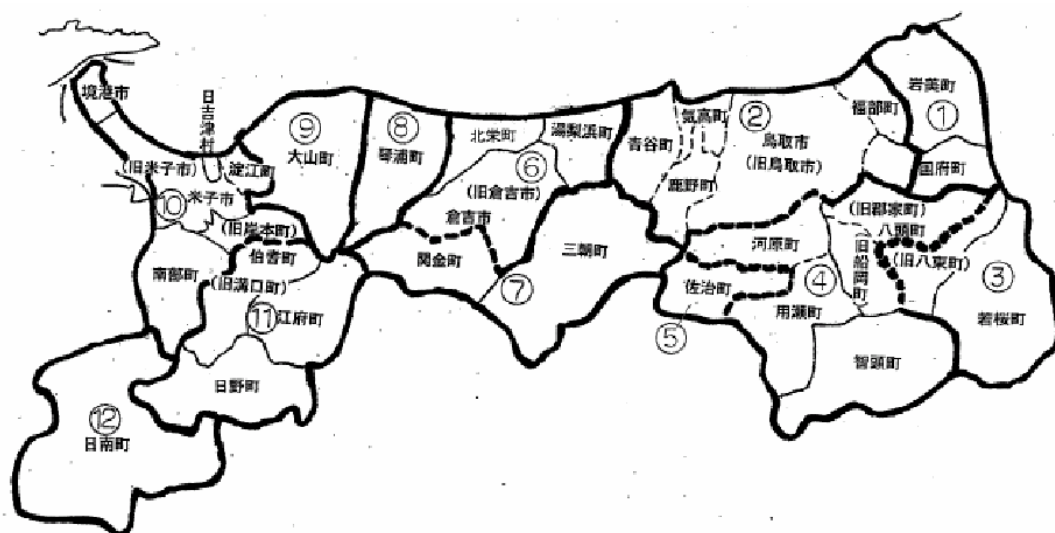 境港市
日吉津村
(旧米子市)
淀江町
⑨
大山町
⑧
琴浦町
北栄町
湯梨浜町
青谷町
気高町
②
鳥取市
(旧鳥取市)
福部町
岩美町
①
国府町
⑩
米子市
(旧岸本町)
伯耆町
(旧溝口町)
南部町
⑥
(旧倉吉市)
倉吉市
関金町
三朝町
⑦
鹿野町
河原町
(旧郡家町)
八頭町
(旧八東町)
旧船岡町
③
若桜町
佐治町
④
用瀬町
⑤
智頭町
⑪
江府町
日野町
⑫
日南町